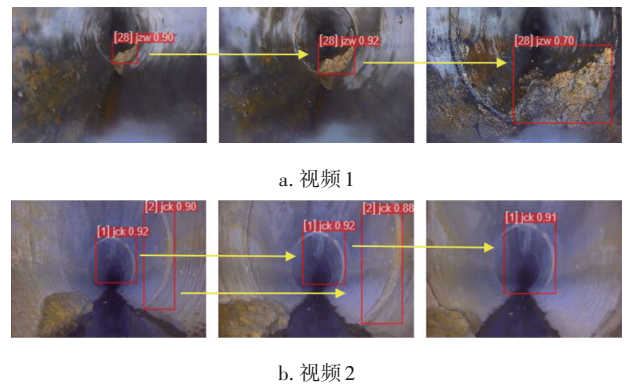 [28] jzw 0.90
[28] jzw 0.92
[28] jzw 0.70
a. 视频1
[1] jck 0.92
[2] jck 0.90
[1] jck 0.92
[2] jck 0.88
[1] jck 0.91
b. 视频2